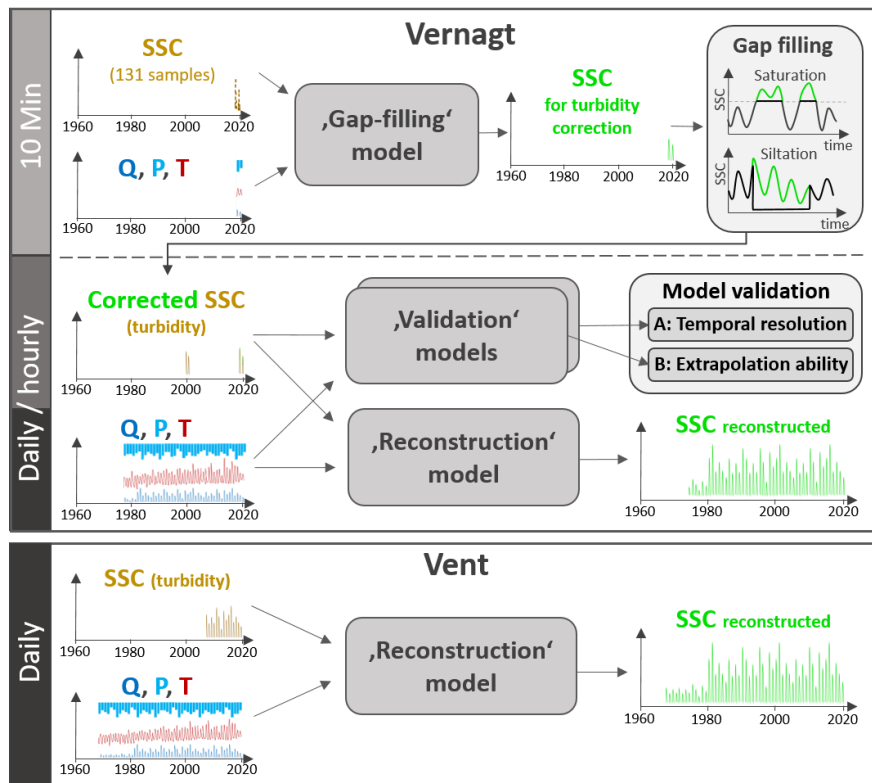 Vernagt
10 Min
SSC
(131 samples)
1960 1980 2000 2020
Q, P, T
1960 1980 2000 2020
‚Gap-filling‘
model
SSC
for turbidity
correction
1960 1980 2000 2020
Gap filling
Saturation
SSC
time
Siltation
SSC
time
Daily / hourly
Corrected SSC
(turbidity)
1960 1980 2000 2020
Q, P, T
1960 1980 2000 2020
‚Validation‘
models
Model validation
A: Temporal resolution
B: Extrapolation ability
‚Reconstruction‘
model
SSC reconstructed
1960 1980 2000 2020
Vent
Daily
SSC (turbidity)
1960 1980 2000 2020
Q, P, T
1960 1980 2000 2020
‚Reconstruction‘
model
SSC reconstructed
1960 1980 2000 2020